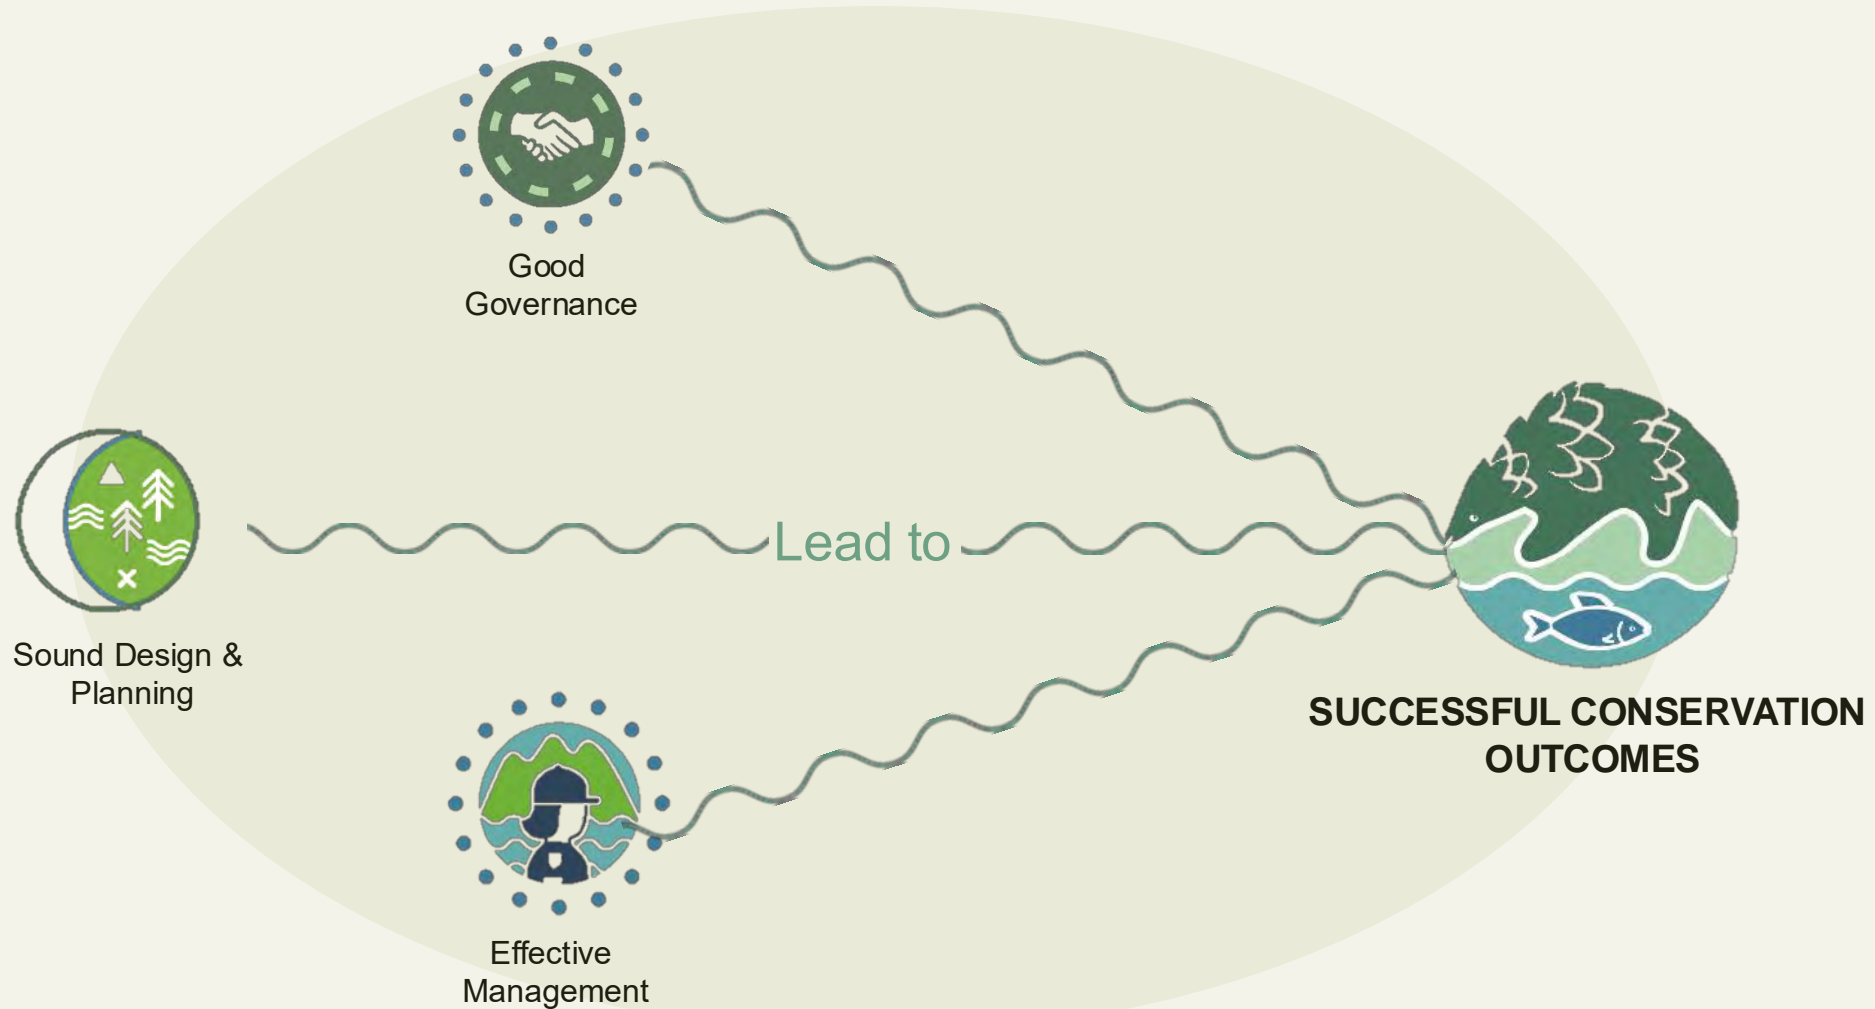 Good
Governance
Lead to
Sound Design &
Planning
SUCCESSFUL CONSERVATION
OUTCOMES
Effective
Management